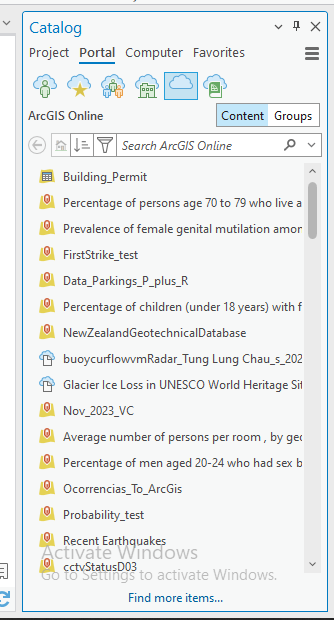 Catalog
Project Portal Computer Favorites
ArcGIS Online Content Groups
Search ArcGIS Online
Building_Permit
Percentage of persons age 70 to 79 who live a
Prevalence of female genital mutilation amon
FirstStrike_test
Data_Parkings_P_plus_R
Percentage of children (under 18 years) with f
NewZealandGeotechnicalDatabase
buoycurflowvmRadar_Tung Lung Chau_s_202
Glacier Ice Loss in UNESCO World Heritage Sit
Nov_2023_VC
Average number of persons per room , by geo
Percentage of men aged 20-24 who had sex b
Ocorrencias_To_ArcGis
Probability_test
Recent Earthquakes
Activate Windows
cctvStatusD03
Go to Settings to activate Windows.
Find more items...